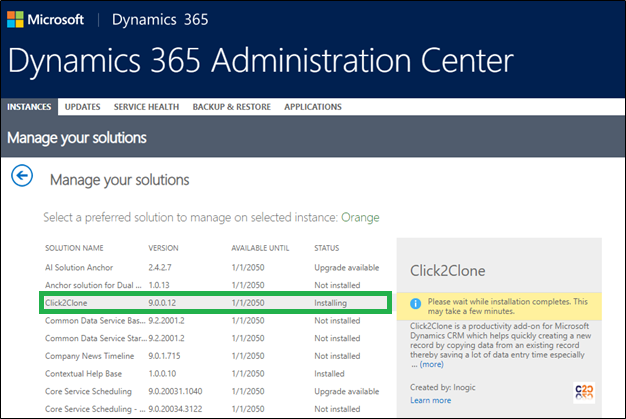 Microsoft Dynamics 365
Dynamics 365 Administration Center
INSTANCES UPDATES SERVICE HEALTH BACKUP & RESTORE APPLICATIONS
Manage your solutions
Manage your solutions
Select a preferred solution to manage on selected instance: Orange
SOLUTION NAME VERSION AVAILABLE UNTIL STATUS
AI Solution Anchor 2.4.2.7 1/1/2050 Upgrade available
Anchor solution for Dual ... 1.0.13 1/1/2050 Not installed
Click2Clone 9.0.0.12 1/1/2050 Installing
Common Data Service Bas... 9.2.2001.2 1/1/2050 Not installed
Common Data Service Star... 9.2.2001.2 1/1/2050 Not installed
Company News Timeline 9.0.1.715 1/1/2050 Not installed
Contextual Help Base 1.0.0.10 1/1/2050 Installed
Core Service Scheduling 9.0.20031.1040 1/1/2050 Upgrade available
Core Service Scheduling - ... 9.0.20034.3122 1/1/2050 Not installed
Click2Clone
Please wait while installation completes. This
may take a few minutes.
Click2Clone is a productivity add-on for Microsoft
Dynamics CRM which helps quickly creating a new
record by copying data from an existing record
thereby saving a lot of data entry time especially
... (more)
Created by: Inogic
Learn more